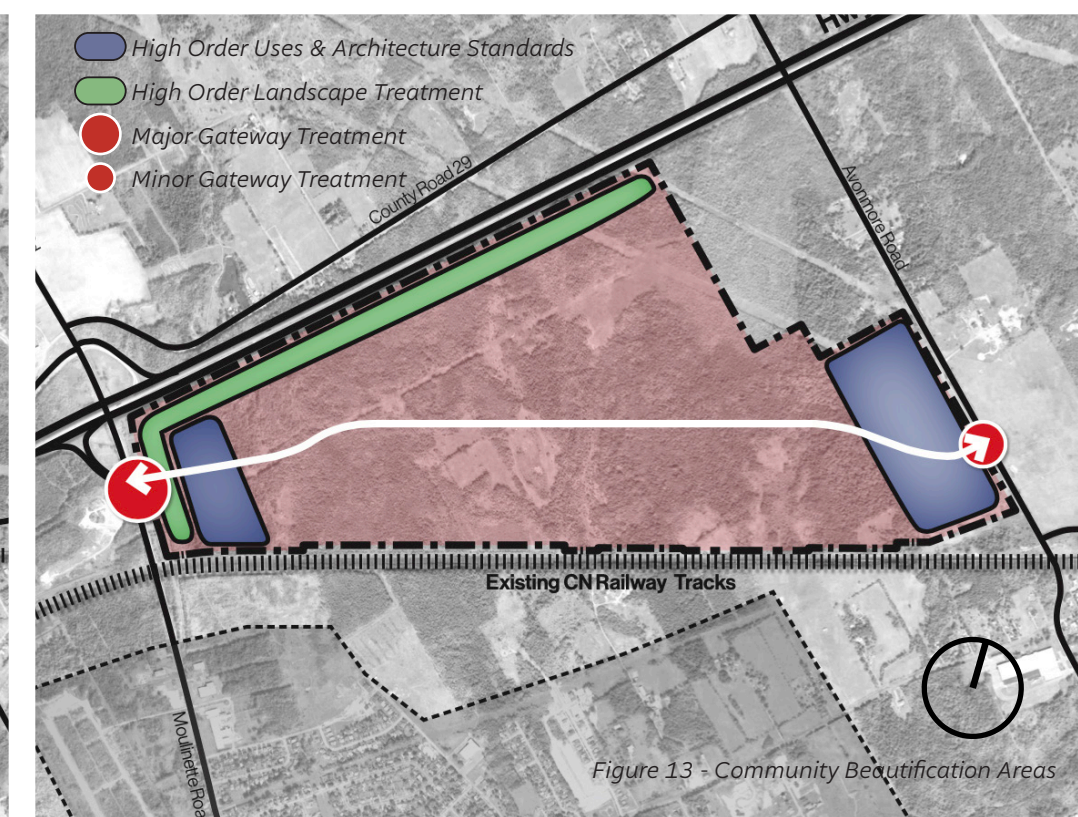 High Order Uses & Architecture Standards
High Order Landscape Treatment
Major Gateway Treatment
Minor Gateway Treatment
County Road 29
Avonmore Road
Existing CN Railway Tracks
Moulinette
Figure 13 - Community Beautification Areas